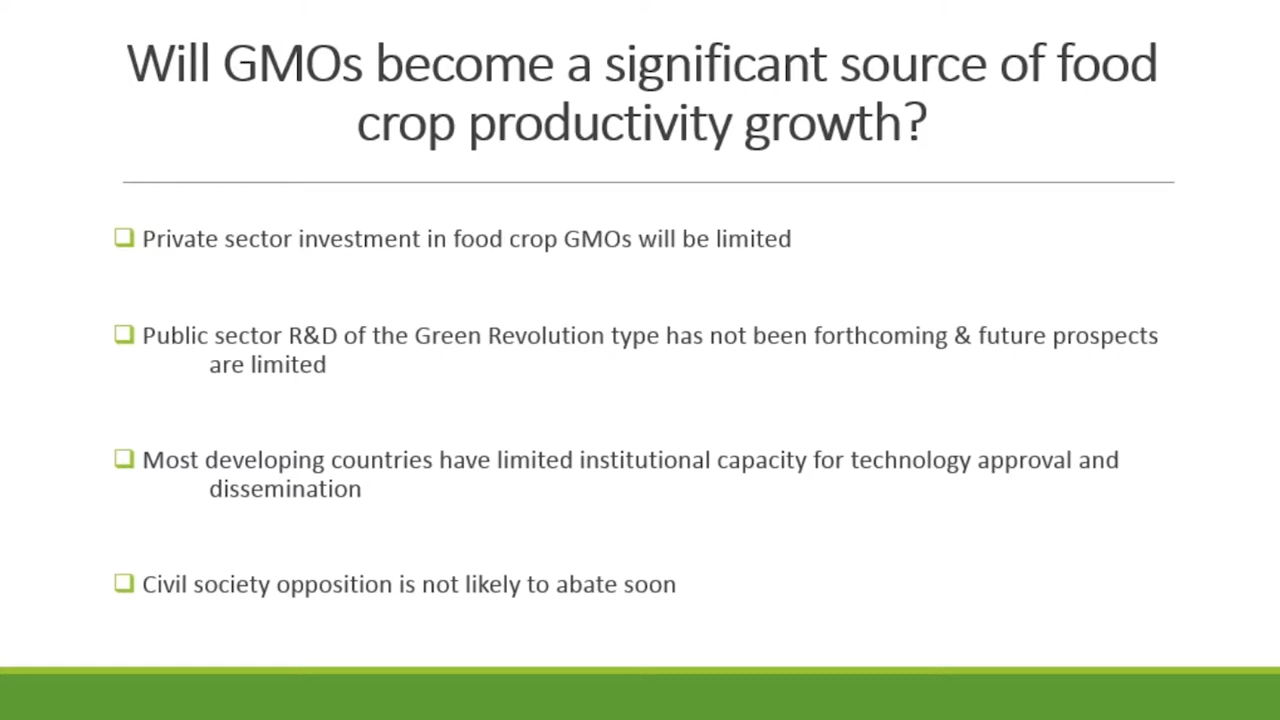 Will GMOs become a significant source of food
crop productivity growth?
Private sector investment in food crop GMOs will be limited
Public sector R&D of the Green Revolution type has not been forthcoming & future prospects
are limited
Most developing countries have limited institutional capacity for technology approval and
dissemination
Civil society opposition is not likely to abate soon